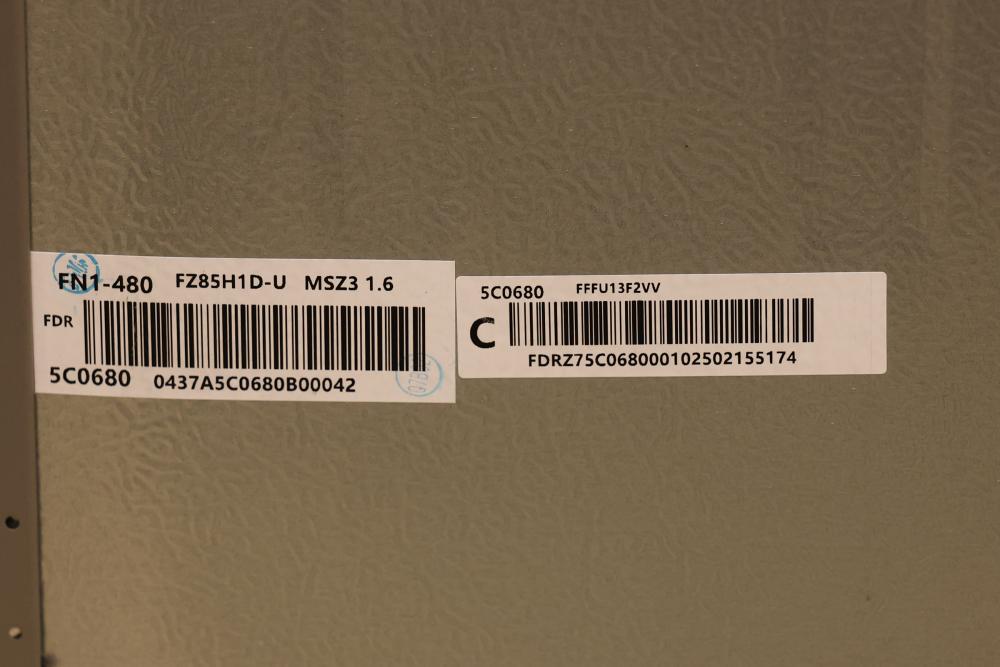 FN1-480 FZ85H1D-U MSZ3 1.6
FDR
5C0680 0437A5C0680B00042
5C0680 FFFU13F2VV
C
FDRZ75C068000102502155174